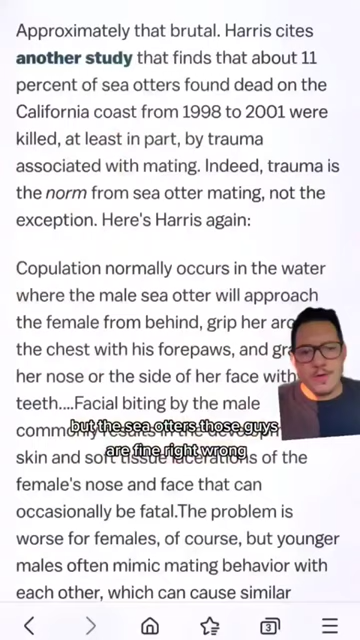 Approximately that brutal. Harris cites
another study that finds that about 11
percent of sea otters found dead on the
California coast from 1998 to 2001 were
killed, at least in part, by trauma
associated with mating. Indeed, trauma is
the norm from sea otter mating, not the
exception. Here's Harris again:
Copulation normally occurs in the water
where the male sea otter will approach
the female from behind, grip her
the chest with his forepaws, and
her nose or the side of her face with
teeth....Facial biting by the male
commonly results in the
but the sea otters those guys
skin and soft tissue lacerations of the
are fine right wrong
female's nose and face that can
occasionally be fatal.The problem is
worse for females, of course, but younger
males often mimic mating behavior with
each other, which can cause similar
3